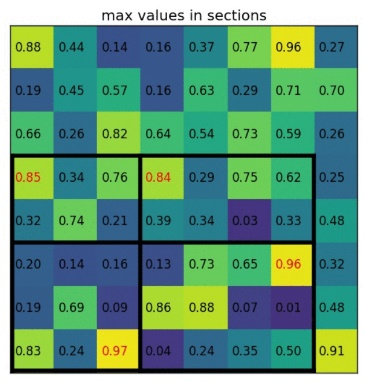 max values in sections
0.88 0.44 0.14 0.16 0.37 0.77 0.96 0.27
0.19 0.45 0.57 0.16 0.63 0.29 0.71 0.70
0.66 0.26 0.82 0.64 0.54 0.73 0.59 0.26
0.85 0.34 0.76 0.84 0.29 0.75 0.62 0.25
0.32 0.74 0.21 0.39 0.34 0.03 0.33 0.48
0.20 0.14 0.16 0.13 0.73 0.65 0.96 0.32
0.19 0.69 0.09 0.86 0.88 0.07 0.01 0.48
0.83 0.24 0.97 0.04 0.24 0.35 0.50 0.91